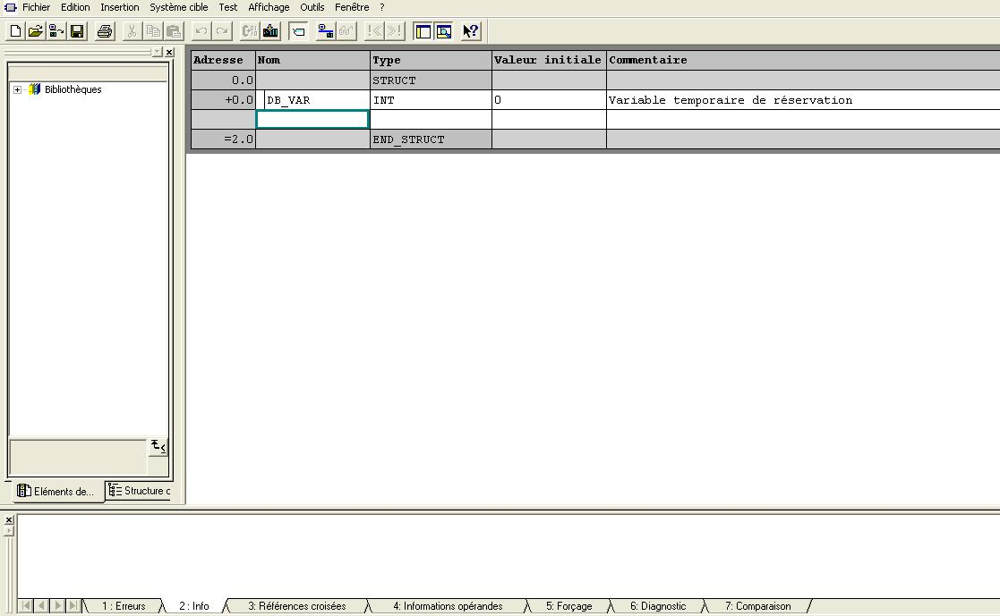 Fichier Edition Insertion Système cible Test Affichage Outils Fenêtre ?
Adresse Nom Type Valeur initiale Commentaire
0.0 STRUCT
+0.0 DB_VAR INT 0 Variable temporaire de réservation
=2.0 END_STRUCT
Bibliothèques
Eléments de... Structure c
1 : Erreurs 2 : Info 3: Références croisées 4: Informations opérandes 5: Forçage 6: Diagnostic 7: Comparaison